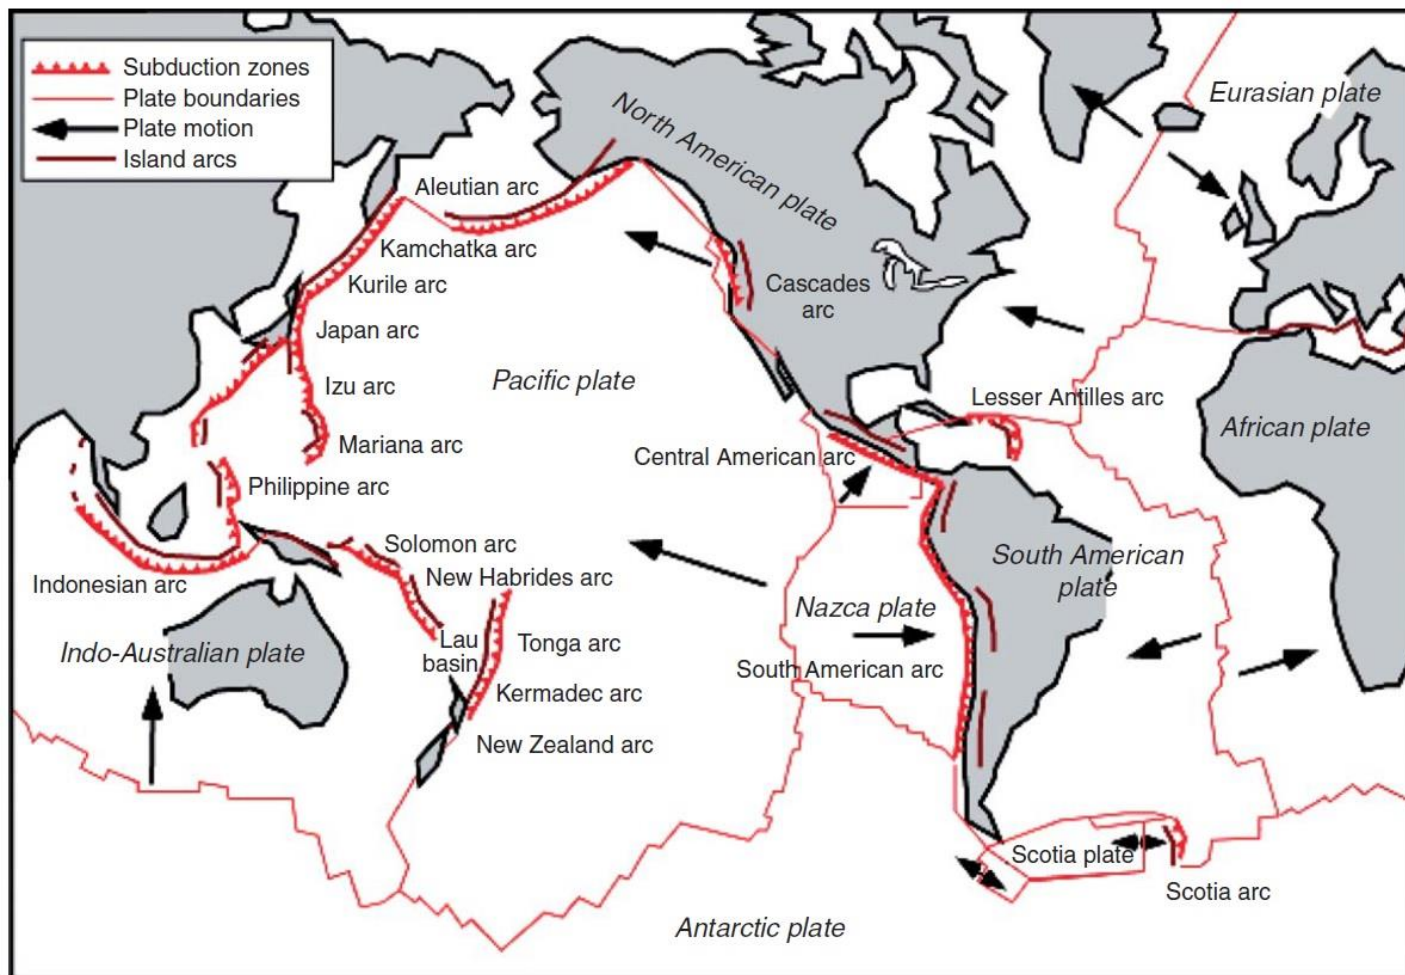 Subduction zones
Plate boundaries
Plate motion
Island arcs
Eurasian plate
North American plate
Aleutian arc
Kamchatka arc
Kurile arc
Cascades
arc
Japan arc
Izu arc
Pacific plate
Lesser Antilles arc
African plate
Mariana arc
Central American arc
Philippine arc
Solomon arc
South American
plate
New Habrides arc
Indonesian arc
Nazca plate
Indo-Australian plate
Lau
basin
Tonga arc
South American arc
Kermadec arc
New Zealand arc
Scotia plate
Scotia arc
Antarctic plate